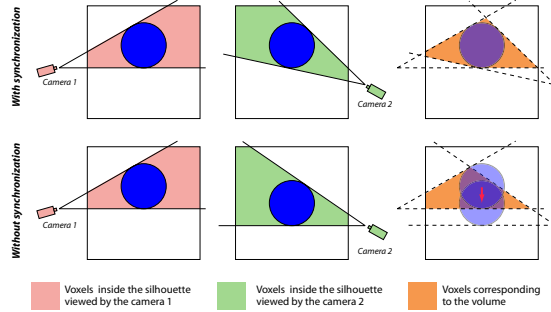 With synchronization
Camera 1
Camera 2
Without synchronization
Camera 1
Camera 2
Voxels inside the silhouette
viewed by the camera 1
Voxels inside the silhouette
viewed by the camera 2
Voxels corresponding
to the volume